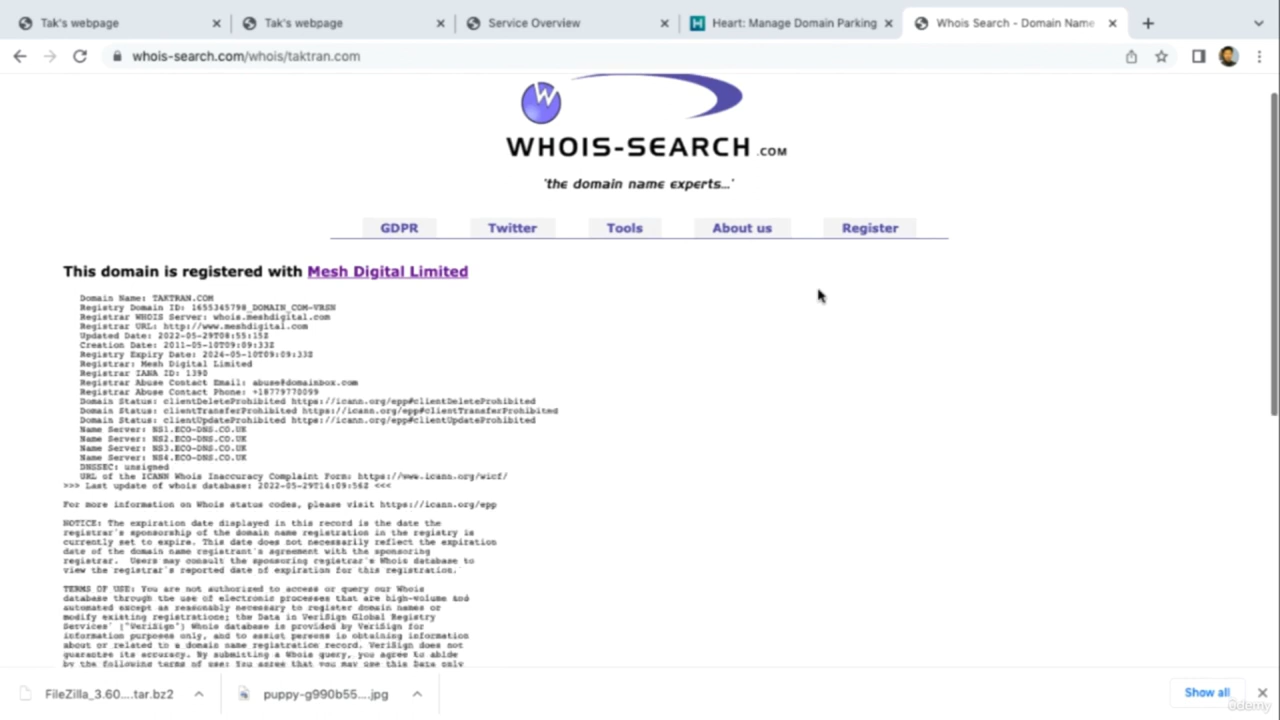 Tak's webpage
Tak's webpage
Service Overview
Heart: Manage Domain Parking
Whois Search - Domain Name
whois-search.com/whois/taktran.com
W
WHOIS-SEARCH .COM
'the domain name experts...'
GDPR
Twitter
Tools
About us
Register
This domain is registered with Mesh Digital Limited
Domain Name: TAKTRAN.COM
Registry Domain ID: 1655345798_DOMAIN_COM-VRSN
Registrar WHOIS Server: whois.meshdigital.com
Registrar URL: http://www.meshdigital.com
Updated Date: 2022-05-29T08:55:15Z
Creation Date: 2011-05-10T09:09:33Z
Registry Expiry Date: 2024-05-10T09:09:33Z
Registrar: Mesh Digital Limited
Registrar IANA ID: 1390
Registrar Abuse Contact Email: abuse@domainbox.com
Registrar Abuse Contact Phone: +18779770099
Domain Status: clientDeleteProhibited https://icann.org/epp#clientDeleteProhibited
Domain Status: clientTransferProhibited https://icann.org/epp#clientTransferProhibited
Domain Status: clientUpdateProhibited https://icann.org/epp#clientUpdateProhibited
Name Server: NS1.ECO-DNS.CO.UK
Name Server: NS2.ECO-DNS.CO.UK
Name Server: NS3.ECO-DNS.CO.UK
Name Server: NS4.ECO-DNS.CO.UK
DNSSEC: unsigned
URL of the ICANN Whois Inaccuracy Complaint Form: https://www.icann.org/wicf/
>>> Last update of whois database: 2022-05-29T16:09:56Z <<<
For more information on Whois status codes, please visit https://icann.org/epp
NOTICE: The expiration date displayed in this record is the date the
registrar's sponsorship of the domain name registration in the registry is
currently set to expire. This date does not necessarily reflect the expiration
date of the domain name registrant's agreement with the sponsoring
registrar. Users may consult the sponsoring registrar's Whois database to
view the registrar's reported date of expiration for this registration.
TERMS OF USE: You are not authorized to access or query our Whois
database through the use of electronic processes that are high-volume and
automated except as reasonably necessary to register domain names or
modify existing registrations; the Data in VeriSign Global Registry
Services' ("VeriSign") Whois database is provided by VeriSign for
information purposes only, and to assist persons in obtaining information
about or related to a domain name registration record. VeriSign does not
guarantee its accuracy. By submitting a Whois query, you agree to abide
by the following terms of use: You agree that you may use this Data only
FileZilla_3.60....tar.bz2
puppy-g990b55....jpg
Show all
ûdemy